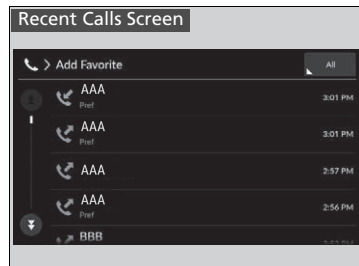 Recent Calls Screen
Add Favorite
All
AAA
Pref
3:01 PM
AAA
Pref
3:01 PM
AAA
2:57 PM
AAA
Pref
2:56 PM
BBB